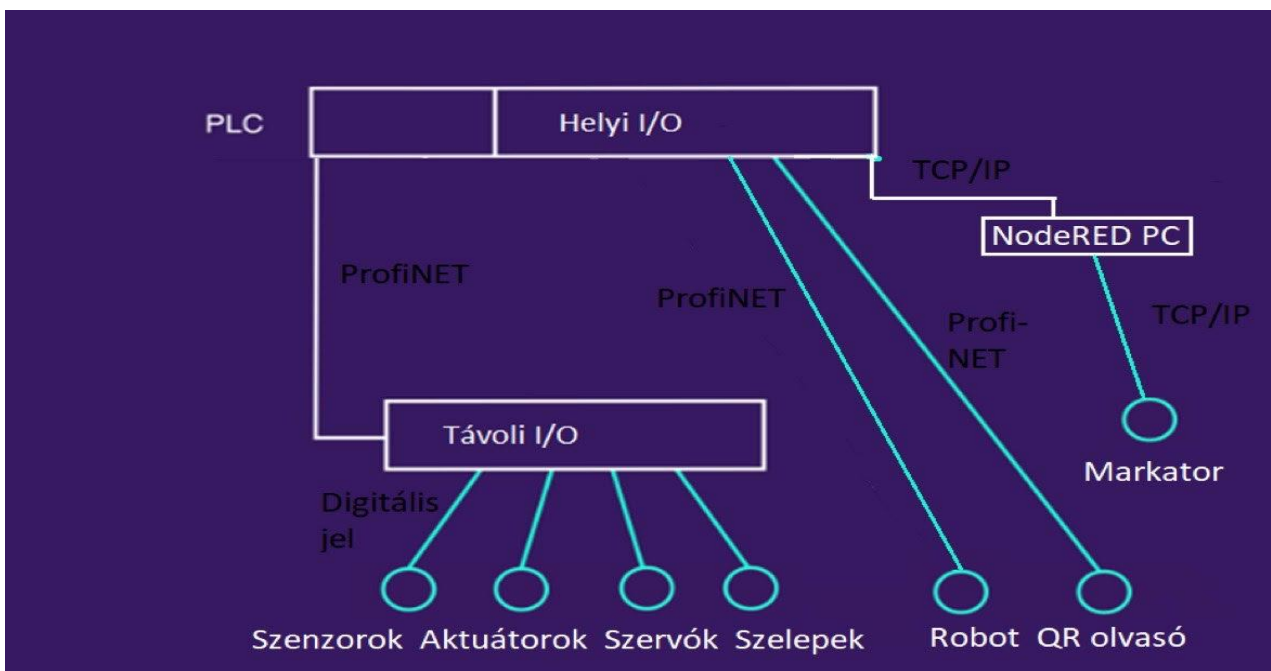 PLC
Helyi I/O
TCP/IP
NodeRED PC
ProfiNET
ProfiNET
Profi-
NET
TCP/IP
Távoli I/O
Markator
Digitális
jel
Szenzorok Aktuátorok Szervók Szelepek
Robot QR olvasó